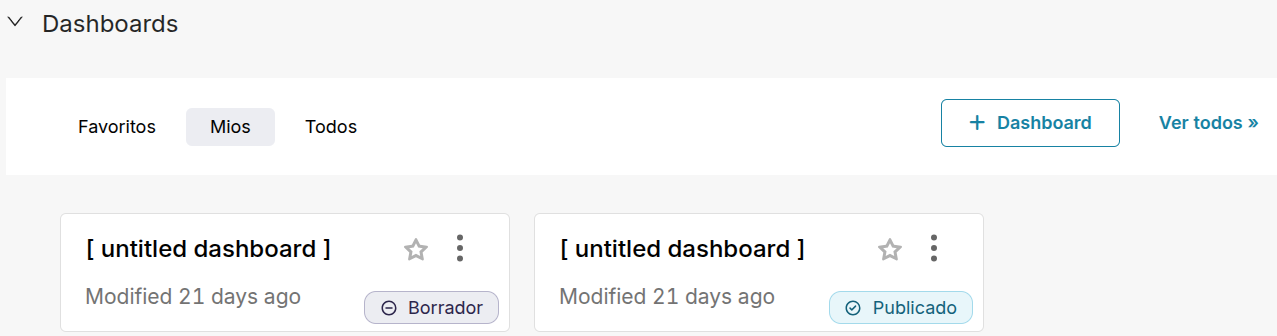 Dashboards
Favoritos Mios Todos + Dashboard Ver todos »
[ untitled dashboard ] [ untitled dashboard ]
Modified 21 days ago Borrador Modified 21 days ago Publicado